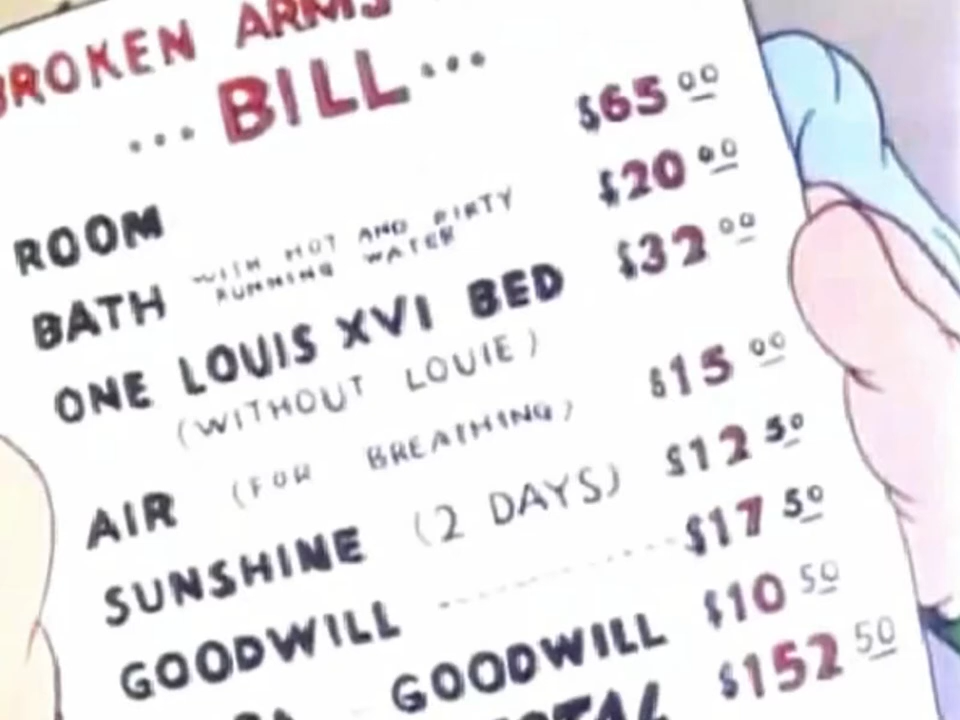 BROKEN ARMS
... BILL ...
ROOM $65 00
BATH WITH HOT AND DIRTY RUNNING WATER $20 00
ONE LOUIS XVI BED $32 00
(WITHOUT LOUIE)
AIR (FOR BREATHING) $15 00
SUNSHINE (2 DAYS) $12 50
GOODWILL ........ $17 50
GOODWILL $10 50
$152 50